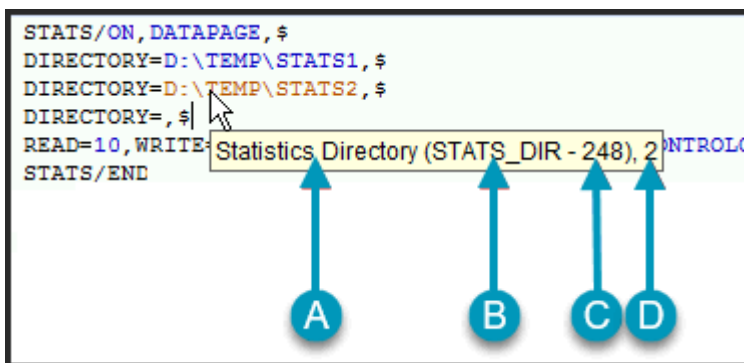 STATS/ON,DATAPAGE,$
DIRECTORY=D:\TEMP\STATS1,$
DIRECTORY=D:\TEMP\STATS2,$
DIRECTORY=,$
READ=10,WRITE= Statistics Directory (STATS_DIR - 248), 2 NTROLO
STATS/END
A B C D